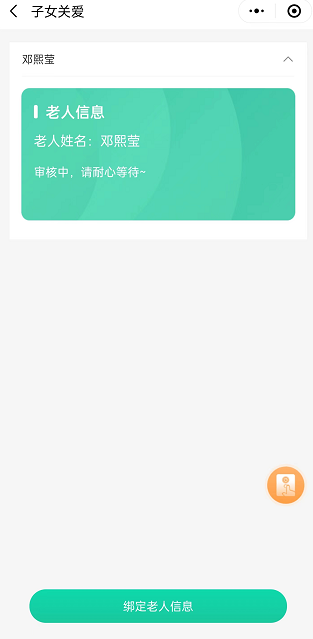 子女关爱
邓熙莹
老人信息
老人姓名：邓熙莹
审核中，请耐心等待~
绑定老人信息